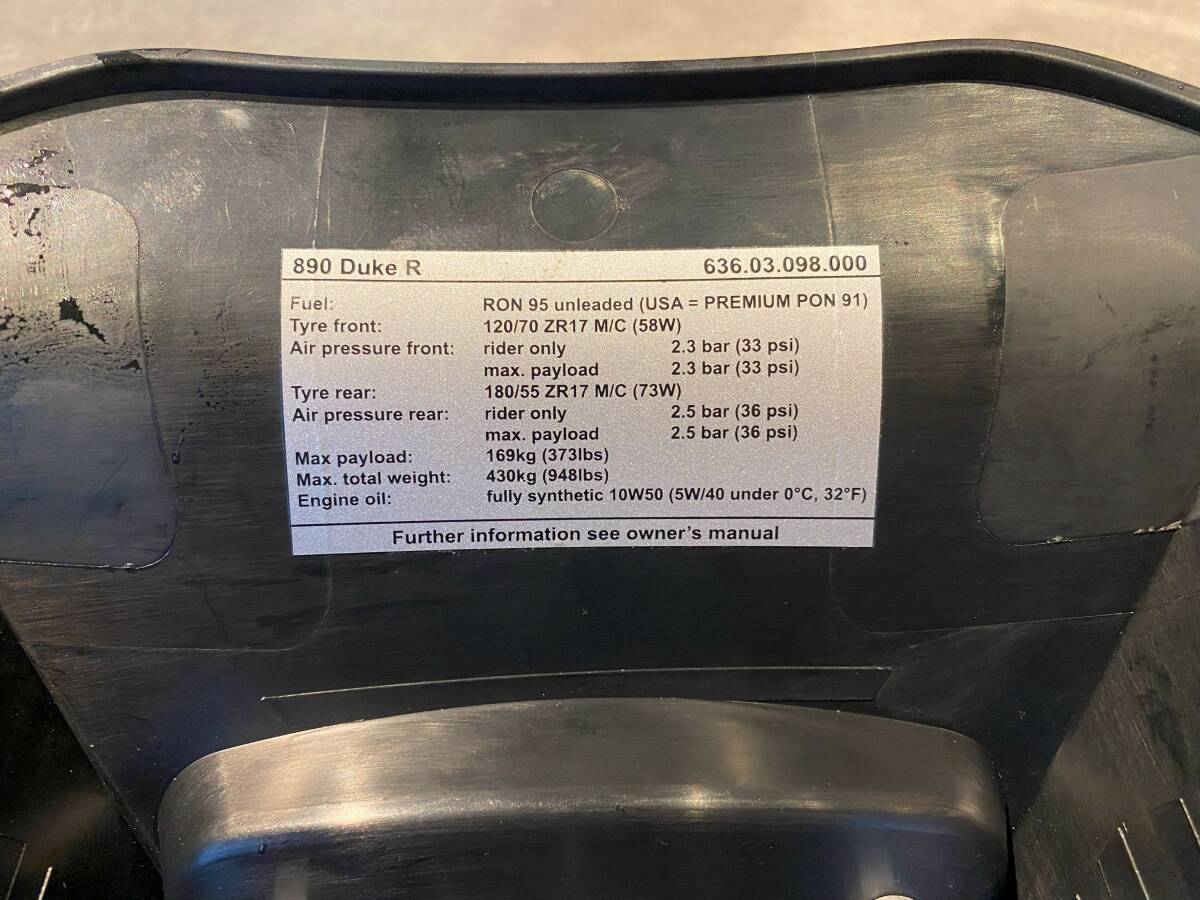 890 Duke R 636.03.098.000
Fuel: RON 95 unleaded (USA = PREMIUM PON 91)
Tyre front: 120/70 ZR17 M/C (58W)
Air pressure front: rider only 2.3 bar (33 psi)
max. payload 2.3 bar (33 psi)
Tyre rear: 180/55 ZR17 M/C (73W)
Air pressure rear: rider only 2.5 bar (36 psi)
max. payload 2.5 bar (36 psi)
Max payload: 169kg (373lbs)
Max. total weight: 430kg (948lbs)
Engine oil: fully synthetic 10W50 (5W/40 under 0°C, 32°F)
Further information see owner's manual